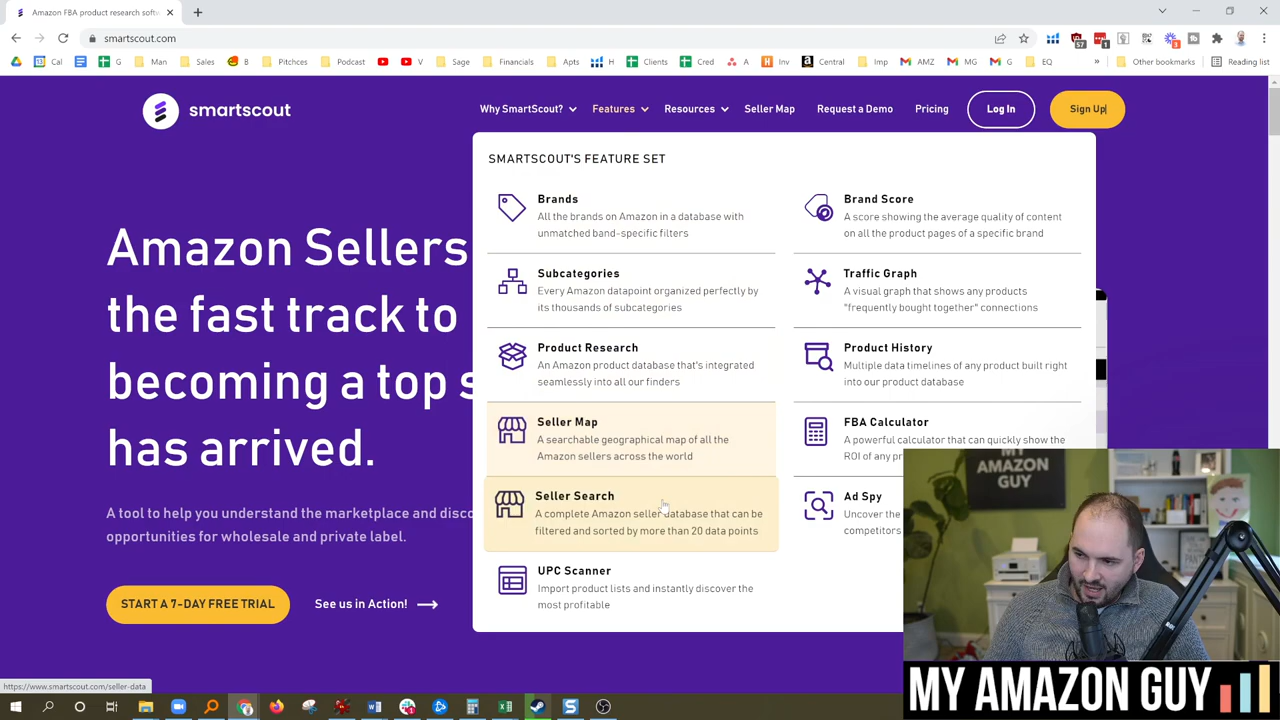 Amazon FBA product research softw
smartscout.com
57
1
3
Cal
G
Man
Sales
B
Pitchces
Podcast
V
Sage
Financials
Apts
H
Clients
Cred
A
Inv
Central
Imp
AMZ
MG
G
EQ
Other bookmarks
Reading list
smartscout
Why SmartScout?
Features
Resources
Seller Map
Request a Demo
Pricing
Log In
Sign Up
Amazon Sellers
the fast track to
becoming a top s
has arrived.
A tool to help you understand the marketplace and disco
opportunities for wholesale and private label.
START A 7-DAY FREE TRIAL
See us in Action!
SMARTSCOUT'S FEATURE SET
Brands
All the brands on Amazon in a database with
unmatched band-specific filters
Subcategories
Every Amazon datapoint organized perfectly by
its thousands of subcategories
Product Research
An Amazon product database that's integrated
seamlessly into all our finders
Seller Map
A searchable geographical map of all the
Amazon sellers across the world
Seller Search
A complete Amazon seller database that can be
filtered and sorted by more than 20 data points
UPC Scanner
Import product lists and instantly discover the
most profitable
Brand Score
A score showing the average quality of content
on all the product pages of a specific brand
Traffic Graph
A visual graph that shows any products
"frequently bought together" connections
Product History
Multiple data timelines of any product built right
into our product database
FBA Calculator
A powerful calculator that can quickly show the
ROI of any pr
Ad Spy
Uncover the
competitors
MY AMAZON
GUY
https://www.smartscout.com/seller-data
MY AMAZON GUY